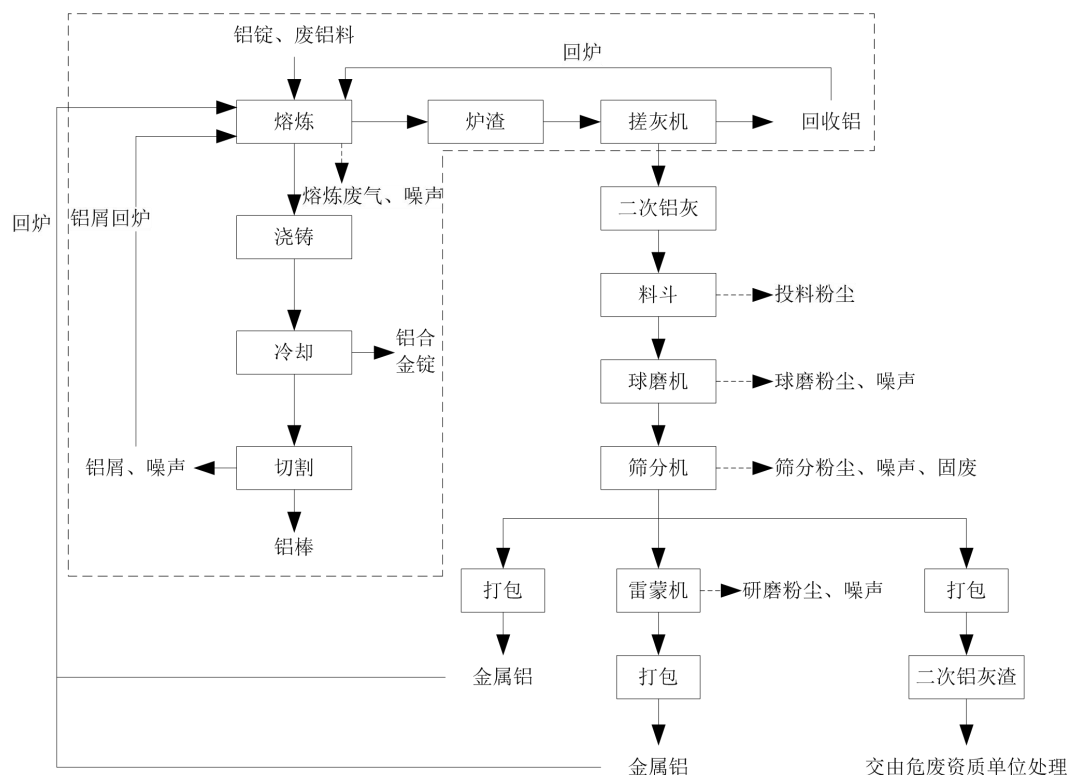 铝锭、废铝料
回炉
熔炼
炉渣
搓灰机
回收铝
熔炼废气、噪声
二次铝灰
回炉
铝屑回炉
浇铸
料斗
投料粉尘
冷却
铝合
金锭
球磨机
球磨粉尘、噪声
铝屑、噪声
切割
筛分机
筛分粉尘、噪声、固废
铝棒
打包
雷蒙机
研磨粉尘、噪声
打包
金属铝
打包
二次铝灰渣
金属铝
交由危废资质单位处理